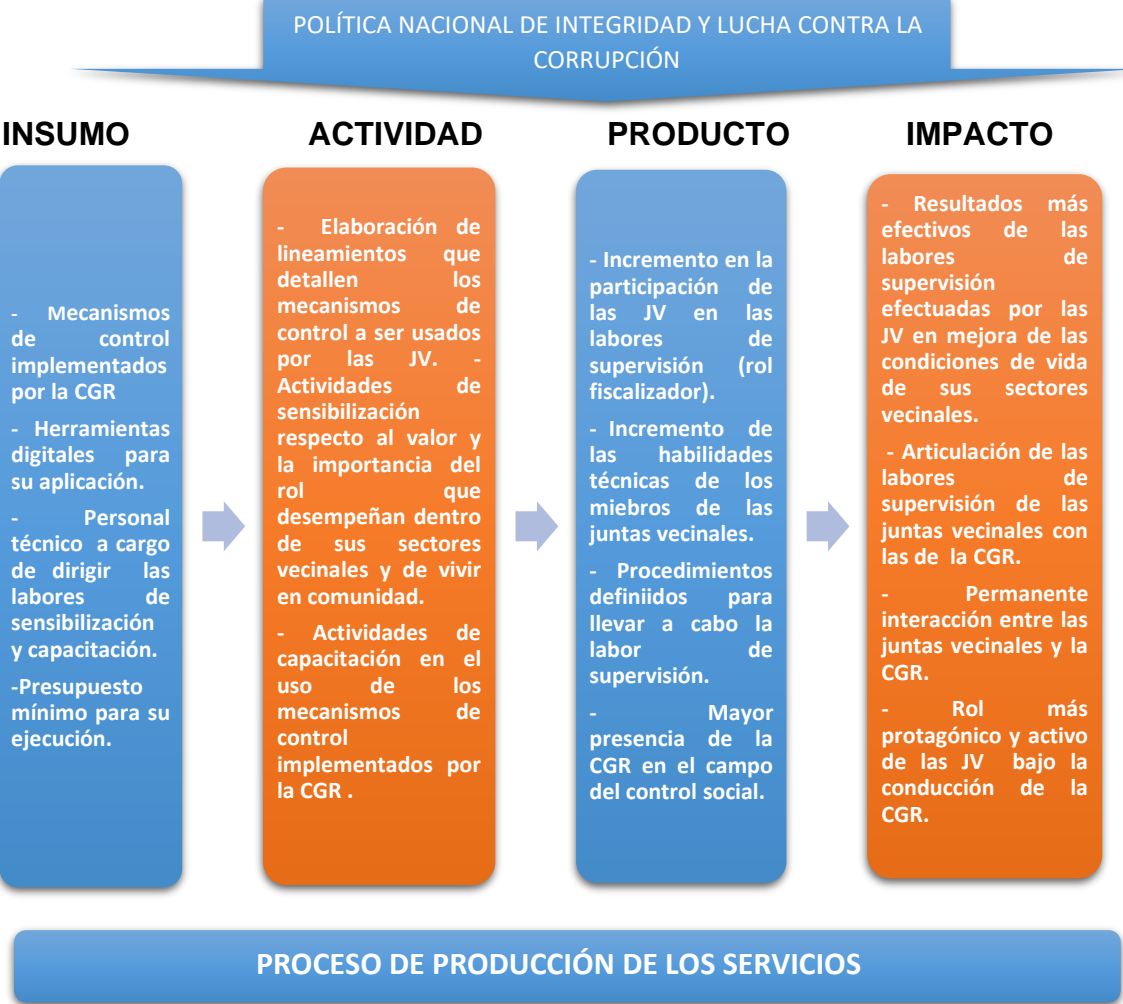 POLÍTICA NACIONAL DE INTEGRIDAD Y LUCHA CONTRA LA
CORRUPCIÓN
INSUMO
ACTIVIDAD
PRODUCTO
IMPACTO
- Mecanismos
de control
implementados
por la CGR
- Herramientas
digitales para
su aplicación.
- Personal
técnico a cargo
de dirigir las
labores de
sensibilización
y capacitación.
-Presupuesto
mínimo para su
ejecución.
- Elaboración de
lineamientos que
detallen los
mecanismos de
control a ser usados
por las JV. -
Actividades de
sensibilización
respecto al valor y
la importancia del
rol que
desempeñan dentro
de sus sectores
vecinales y de vivir
en comunidad.
- Actividades de
capacitación en el
uso de los
mecanismos de
control
implementados por
la CGR .
- Incremento en la
participación de
las JV en las
labores de
supervisión (rol
fiscalizador).
- Incremento de
las habilidades
técnicas de los
miebros de las
juntas vecinales.
- Procedimientos
definiidos para
llevar a cabo la
labor de
supervisión.
- Mayor
presencia de la
CGR en el campo
del control social.
- Resultados más
efectivos de las
labores de
supervisión
efectuadas por las
JV en mejora de las
condiciones de vida
de sus sectores
vecinales.
- Articulación de las
labores de
supervisión de las
juntas vecinales con
las de la CGR.
- Permanente
interacción entre las
juntas vecinales y la
CGR.
- Rol más
protagónico y activo
de las JV bajo la
conducción de la
CGR.
PROCESO DE PRODUCCIÓN DE LOS SERVICIOS